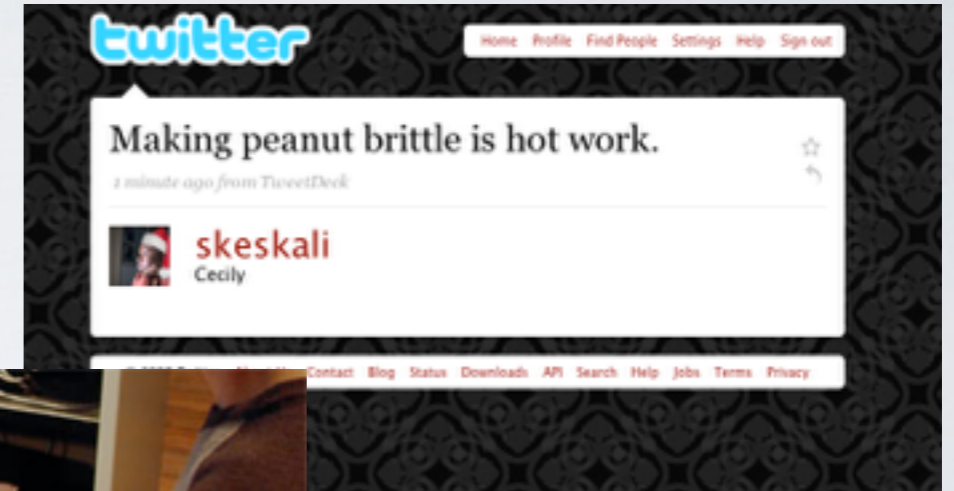 twitter
Home Profile Find People Settings Help Sign out
Making peanut brittle is hot work.
1 minute ago from TweetDeck
skeskali
Cecily
Contact Blog Status Downloads API Search Help Jobs Terms Privacy